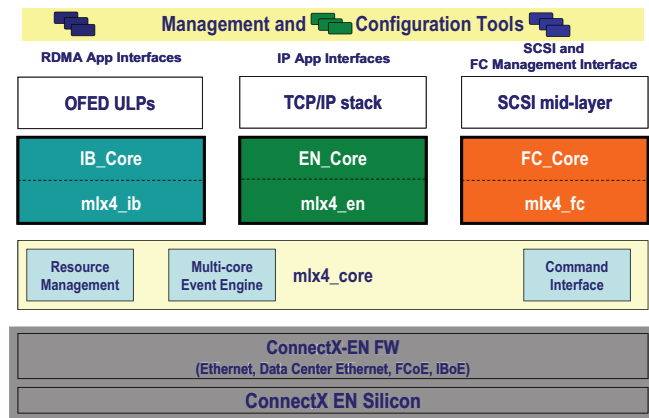 Management and Configuration Tools
RDMA App Interfaces
IP App Interfaces
SCSI and
FC Management Interface
OFED ULPs
TCP/IP stack
SCSI mid-layer
IB_Core
EN_Core
FC_Core
mlx4_ib
mlx4_en
mlx4_fc
Resource
Management
Multi-core
Event Engine
mlx4_core
Command
Interface
ConnectX-EN FW
(Ethernet, Data Center Ethernet, FCoE, IBoE)
ConnectX EN Silicon